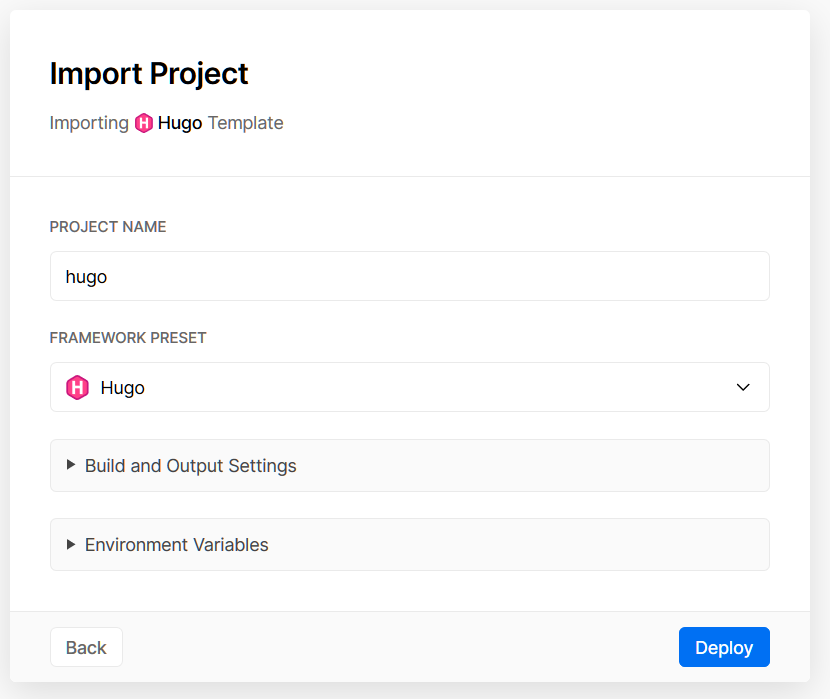 Import Project
Importing H Hugo Template
PROJECT NAME
hugo
FRAMEWORK PRESET
H Hugo
Build and Output Settings
Environment Variables
Back
Deploy